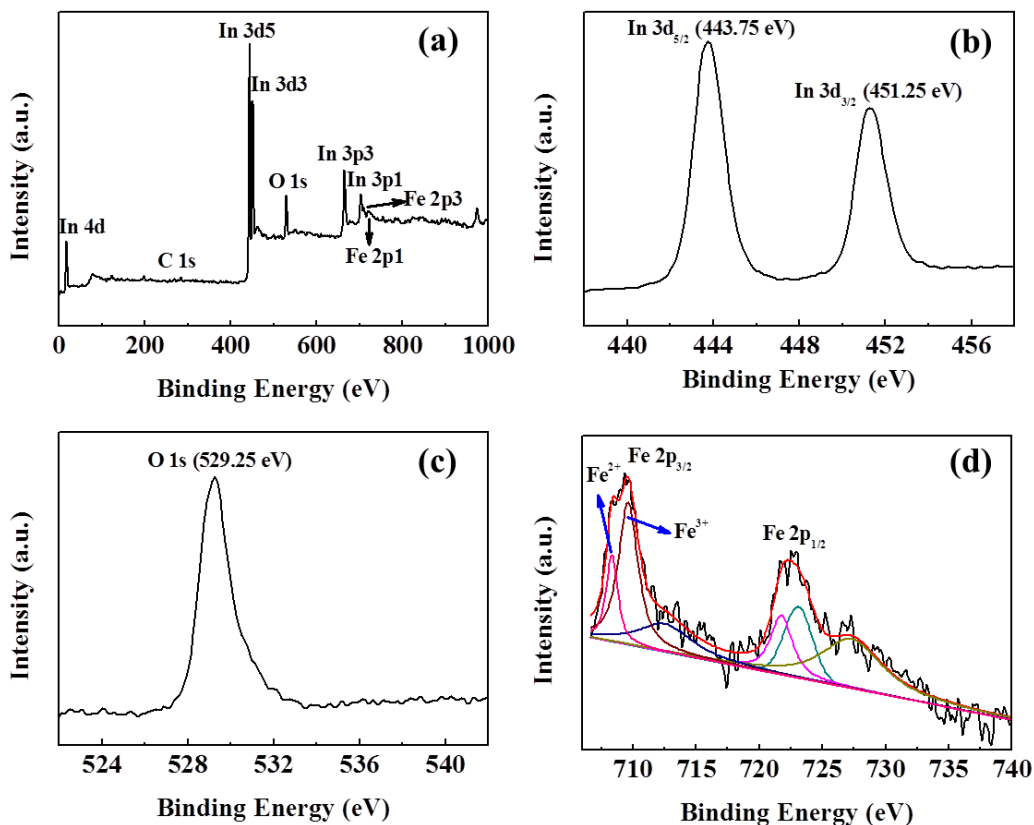 (a)
In 3d5
In 3d3
In 3p3
In 3p1
O 1s
Fe 2p3
Fe 2p1
In 4d
C 1s
Intensity (a.u.)
0 200 400 600 800 1000
Binding Energy (eV)
(b)
In 3d5/2 (443.75 eV)
In 3d3/2 (451.25 eV)
Intensity (a.u.)
440 444 448 452 456
Binding Energy (eV)
(c)
O 1s (529.25 eV)
Intensity (a.u.)
524 528 532 536 540
Binding Energy (eV)
(d)
Fe2+
Fe 2p3/2
Fe3+
Fe 2p1/2
Intensity (a.u.)
710 715 720 725 730 735 740
Binding Energy (eV)